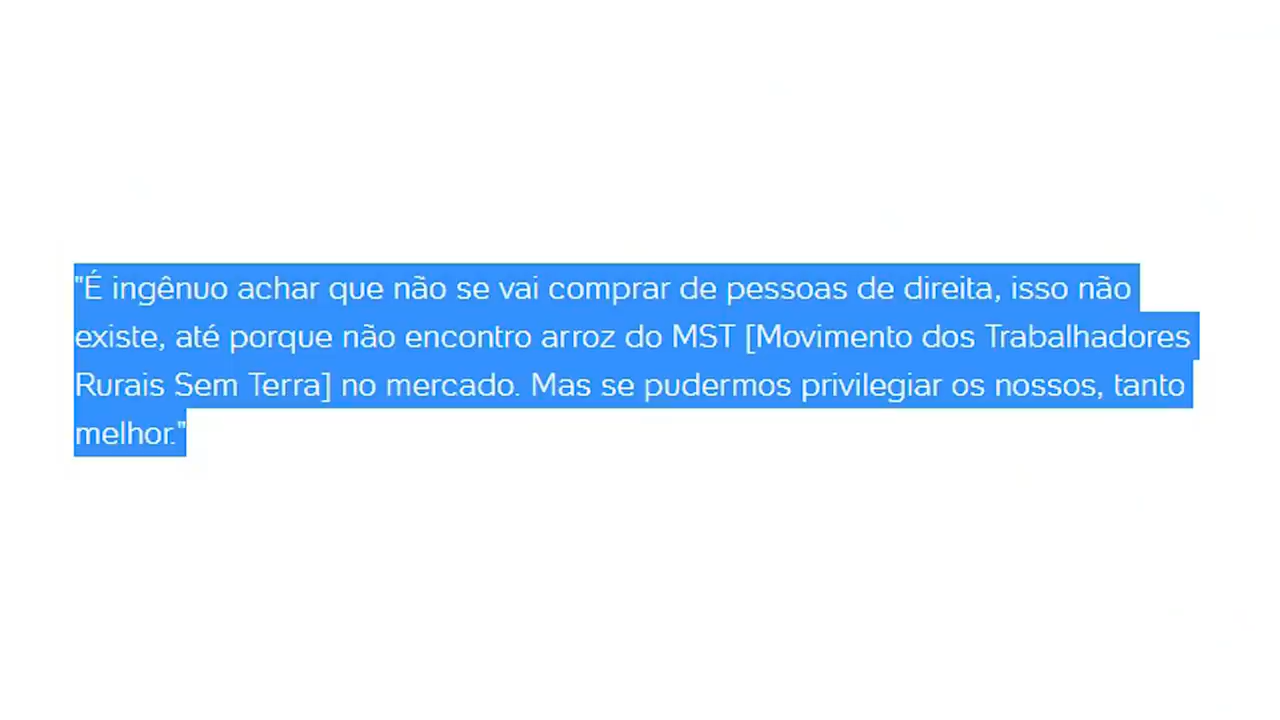 "É ingênuo achar que não se vai comprar de pessoas de direita, isso não
existe, até porque não encontro arroz do MST [Movimento dos Trabalhadores
Rurais Sem Terra] no mercado. Mas se pudermos privilegiar os nossos, tanto
melhor."